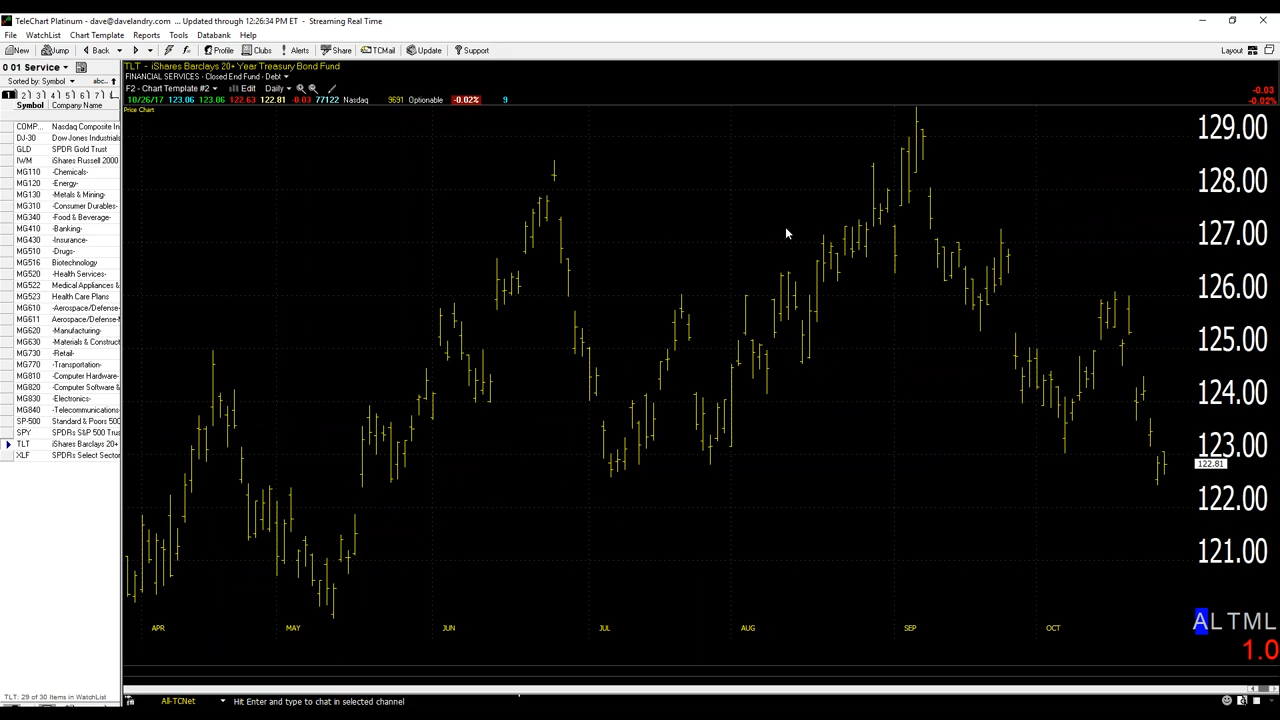 TeleChart Platinum - dave@davelandry.com ... Updated through 12:26:34 PM ET - Streaming Real Time
File WatchList Chart Template Reports Tools Databank Help
New Jump Back Profile Clubs Alerts Share TCMail Update Support Layout
0 01 Service
Sorted by: Symbol abc..
1 2 3 4 5 6 7
Symbol Company Name
COMP... Nasdaq Composite In
DJ-30 Dow Jones Industrials
GLD SPDR Gold Trust
IWM iShares Russell 2000
MG110 -Chemicals-
MG120 -Energy-
MG130 -Metals & Mining-
MG310 -Consumer Durables-
MG340 -Food & Beverage-
MG410 -Banking-
MG430 -Insurance-
MG510 -Drugs-
MG516 Biotechnology
MG520 -Health Services-
MG522 Medical Appliances &
MG523 Health Care Plans
MG610 -Aerospace/Defense-
MG611 Aerospace/Defense-M
MG620 -Manufacturing-
MG630 -Materials & Construct
MG730 -Retail-
MG770 -Transportation-
MG810 -Computer Hardware-
MG820 -Computer Software &
MG830 -Electronics-
MG840 -Telecommunications-
SP-500 Standard & Poors 500
SPY SPDRs S&P 500 Trus
TLT iShares Barclays 20+
XLF SPDRs Select Sector
TLT: 29 of 30 Items in WatchList
TLT - iShares Barclays 20+ Year Treasury Bond Fund
FINANCIAL SERVICES - Closed End Fund - Debt
F2 - Chart Template #2 Edit Daily
10/26/17 123.06 123.06 122.63 122.81 -0.03 77122 Nasdaq 9691 Optionable -0.02% 9
-0.03
-0.02%
Price Chart
129.00
128.00
127.00
126.00
125.00
124.00
123.00
122.81
122.00
121.00
APR MAY JUN JUL AUG SEP OCT
ALTML
1.0
All-TCNet Hit Enter and type to chat in selected channel